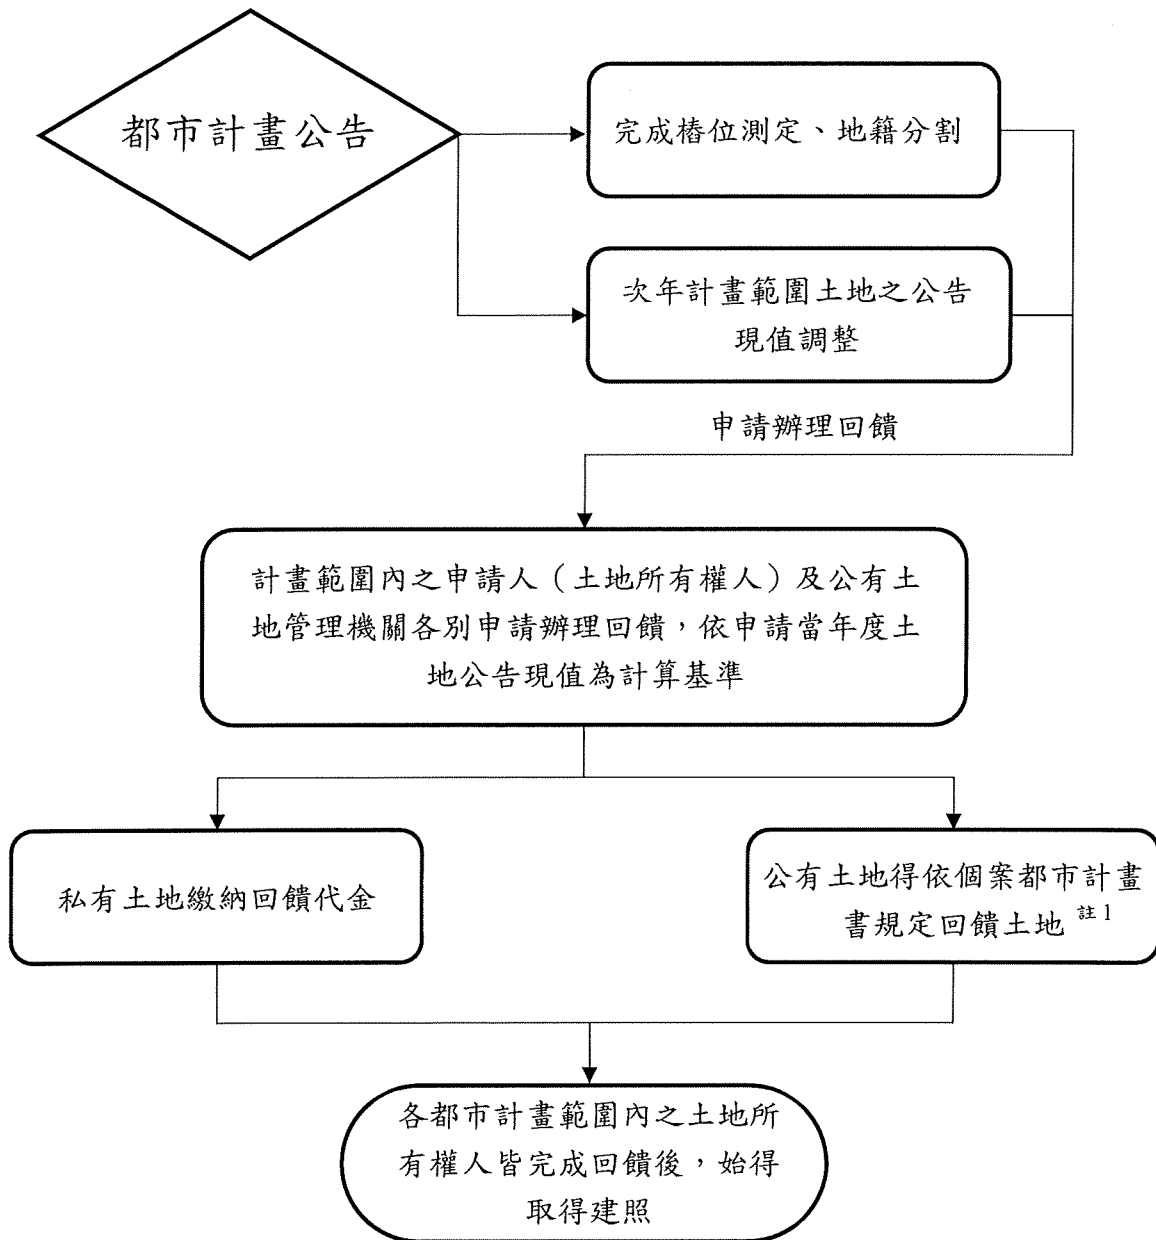 都市計畫公告
完成樁位測定、地籍分割
次年計畫範圍土地之公告
現值調整
申請辦理回饋
計畫範圍內之申請人（土地所有權人）及公有土
地管理機關各別申請辦理回饋，依申請當年度土
地公告現值為計算基準
私有土地繳納回饋代金
公有土地得依個案都市計畫
書規定回饋土地 註1
各都市計畫範圍內之土地所
有權人皆完成回饋後，始得
取得建照